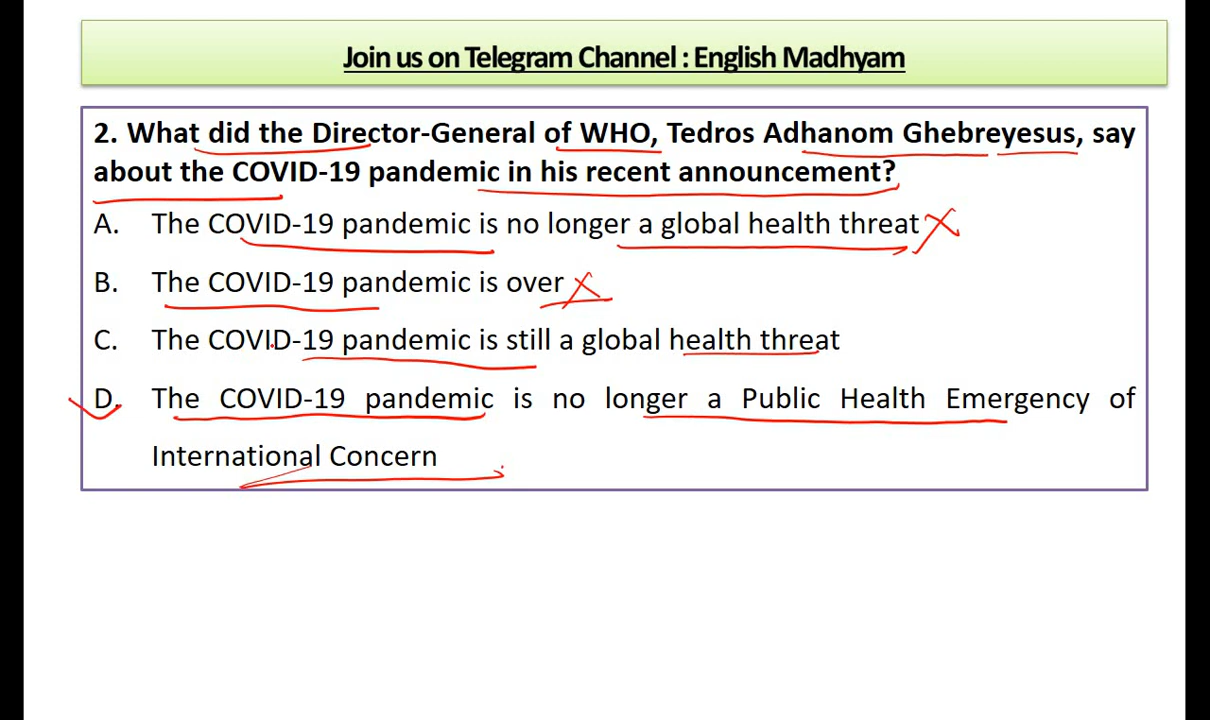 Join us on Telegram Channel : English Madhyam
2. What did the Director-General of WHO, Tedros Adhanom Ghebreyesus, say
about the COVID-19 pandemic in his recent announcement?
A. The COVID-19 pandemic is no longer a global health threat
B. The COVID-19 pandemic is over
C. The COVID-19 pandemic is still a global health threat
D. The COVID-19 pandemic is no longer a Public Health Emergency of
International Concern